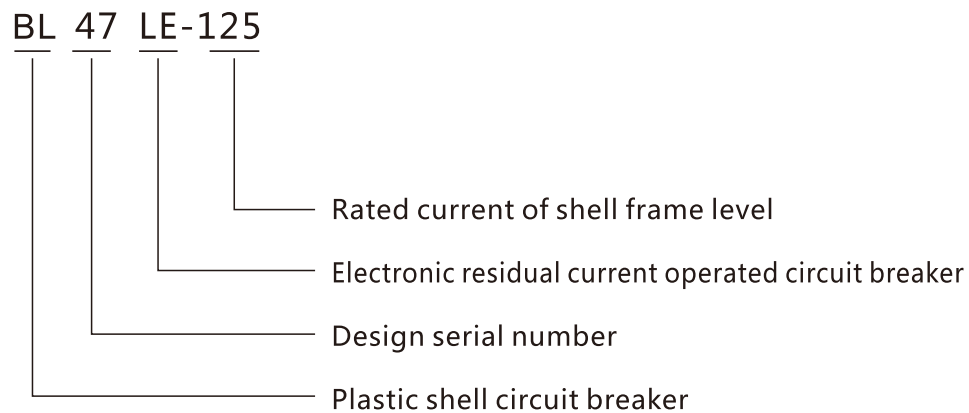 BL 47 LE-125
Rated current of shell frame level
Electronic residual current operated circuit breaker
Design serial number
Plastic shell circuit breaker